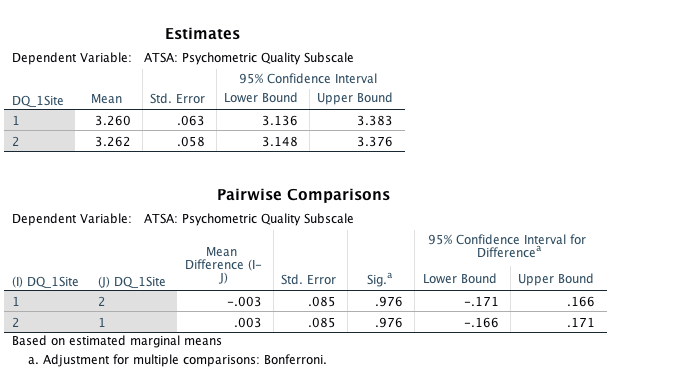 Estimates
Dependent Variable: ATSA: Psychometric Quality Subscale
95% Confidence Interval
DQ_1Site Mean Std. Error Lower Bound Upper Bound
1 3.260 .063 3.136 3.383
2 3.262 .058 3.148 3.376
Pairwise Comparisons
Dependent Variable: ATSA: Psychometric Quality Subscale
95% Confidence Interval for
Differenceᵃ
Mean
Difference (I-
(I) DQ_1Site (J) DQ_1Site J) Std. Error Sig.ᵃ Lower Bound Upper Bound
1 2 -.003 .085 .976 -.171 .166
2 1 .003 .085 .976 -.166 .171
Based on estimated marginal means
a. Adjustment for multiple comparisons: Bonferroni.